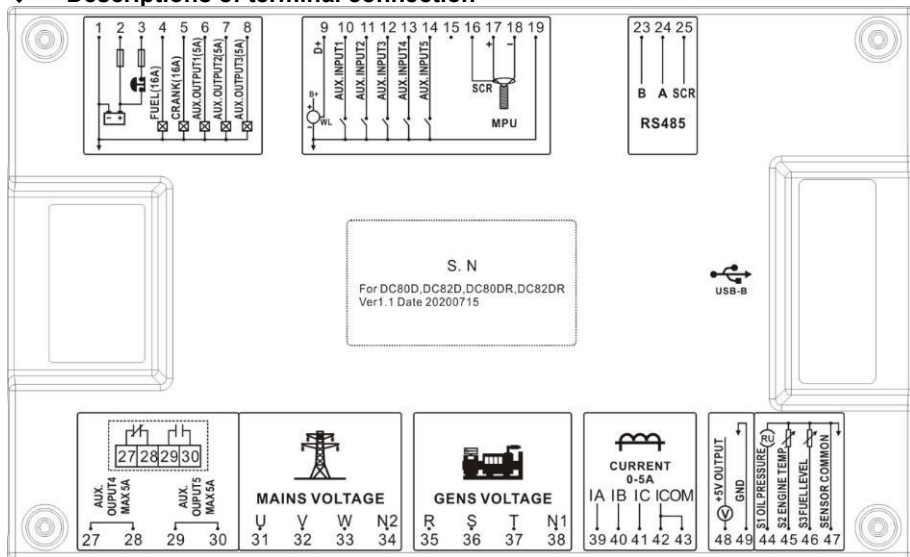 Descriptions of terminal connection
1 2 3 4 5 6 7 8
FUEL(16A)
CRANK(16A)
AUX.OUTPUT1(5A)
AUX.OUTPUT2(5A)
AUX.OUTPUT3(5A)
- +
9 10 11 12 13 14 15 16 17 18 19
D+
AUX.INPUT1
AUX.INPUT2
AUX.INPUT3
AUX.INPUT4
AUX.INPUT5
B+
+
WL
-
+ -
SCR
MPU
23 24 25
B A SCR
RS485
S.N
For DC80D,DC82D,DC80DR,DC82DR
Ver1.1 Date 20200715
USB-B
27 28 29 30
AUX.
OUPUT4
MAX 5A
AUX.
OUPUT5
MAX 5A
27 28 29 30
MAINS VOLTAGE
U V W N2
31 32 33 34
GENS VOLTAGE
R S T N1
35 36 37 38
CURRENT
0-5A
IA IB IC ICOM
39 40 41 42 43
+5V OUTPUT
GND
V
48 49
RU
S1 OIL PRESSURE
S2 ENGINE TEMP.
S3 FUEL LEVEL
SENSOR COMMON
44 45 46 47